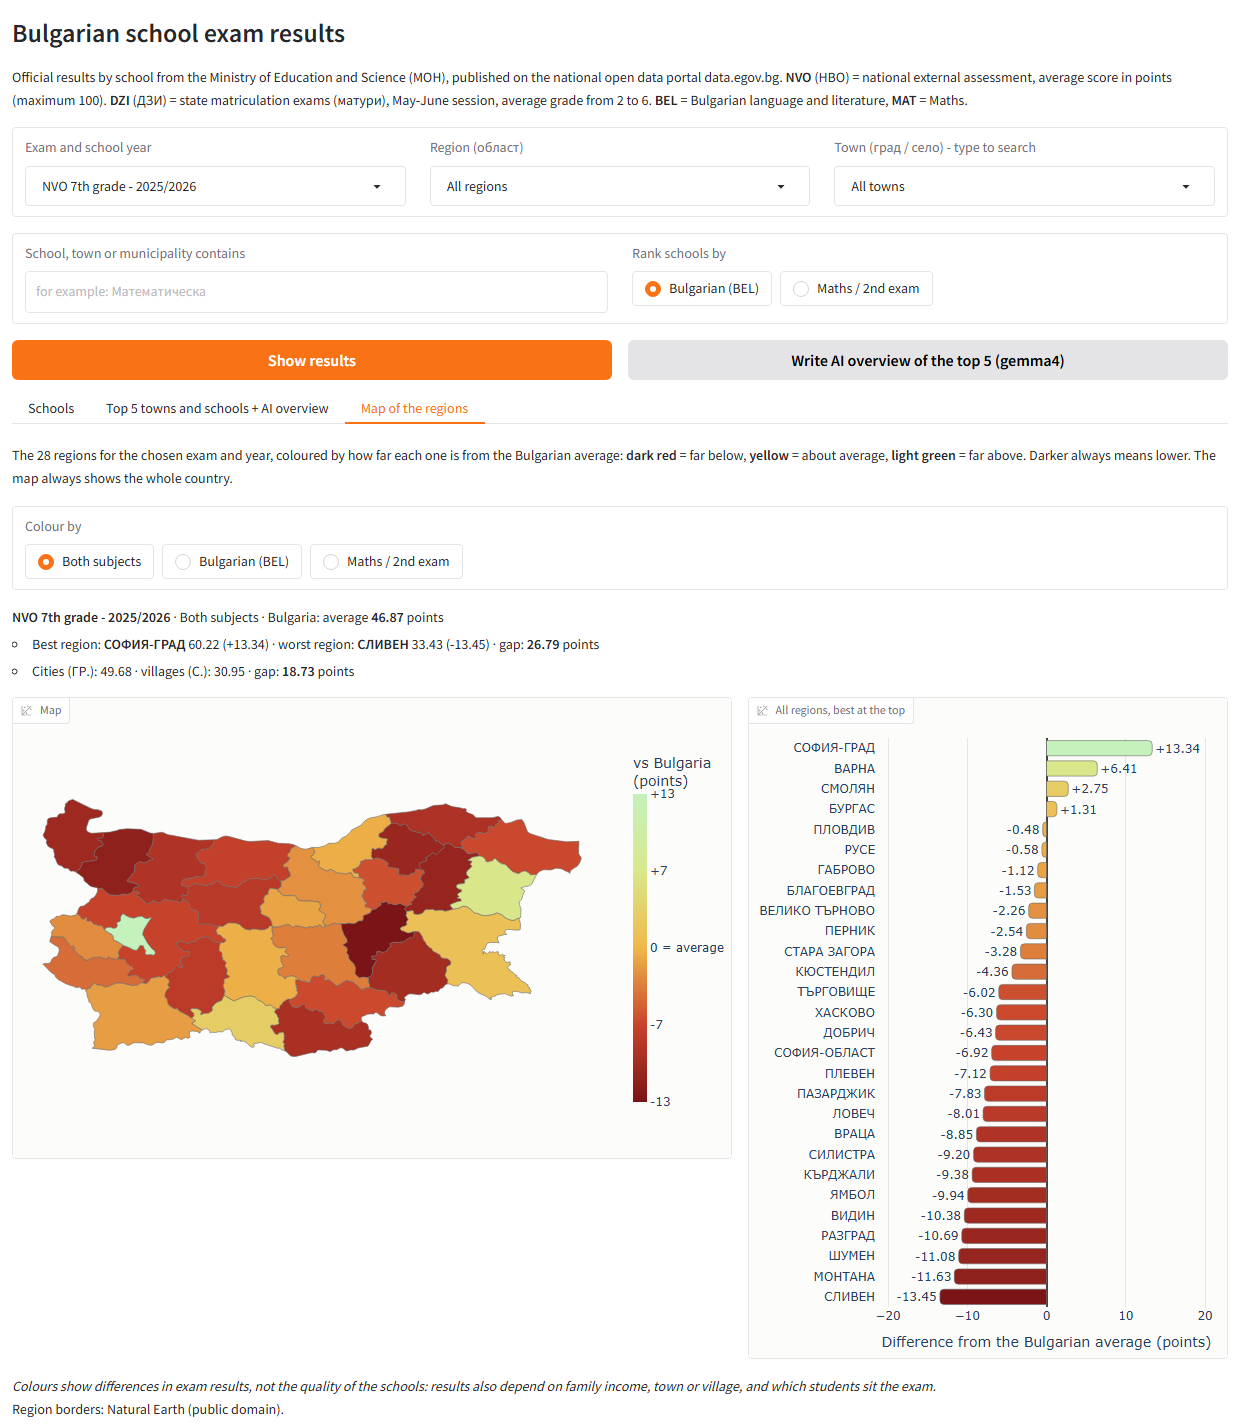 Bulgarian school exam results
Official results by school from the Ministry of Education and Science (МОН), published on the national open data portal data.egov.bg. NVO (НВО) = national external assessment, average score in points
(maximum 100). DZI (ДЗИ) = state matriculation exams (матури), May-June session, average grade from 2 to 6. BEL = Bulgarian language and literature, MAT = Maths.
Exam and school year
Region (област)
Town (град / село) - type to search
NVO 7th grade - 2025/2026
All regions
All towns
School, town or municipality contains
Rank schools by
for example: Математическа
Bulgarian (BEL)
Maths / 2nd exam
Show results
Write AI overview of the top 5 (gemma4)
Schools
Top 5 towns and schools + AI overview
Map of the regions
The 28 regions for the chosen exam and year, coloured by how far each one is from the Bulgarian average: dark red = far below, yellow = about average, light green = far above. Darker always means lower. The
map always shows the whole country.
Colour by
Both subjects
Bulgarian (BEL)
Maths / 2nd exam
NVO 7th grade - 2025/2026 · Both subjects · Bulgaria: average 46.87 points
Best region: СОФИЯ-ГРАД 60.22 (+13.34) · worst region: СЛИВЕН 33.43 (-13.45) · gap: 26.79 points
Cities (ГР.): 49.68 · villages (С.): 30.95 · gap: 18.73 points
Map
vs Bulgaria
(points)
+13
+7
0 = average
-7
-13
All regions, best at the top
СОФИЯ-ГРАД +13.34
ВАРНА +6.41
СМОЛЯН +2.75
БУРГАС +1.31
ПЛОВДИВ -0.48
РУСЕ -0.58
ГАБРОВО -1.12
БЛАГОЕВГРАД -1.53
ВЕЛИКО ТЪРНОВО -2.26
ПЕРНИК -2.54
СТАРА ЗАГОРА -3.28
КЮСТЕНДИЛ -4.36
ТЪРГОВИЩЕ -6.02
ХАСКОВО -6.30
ДОБРИЧ -6.43
СОФИЯ-ОБЛАСТ -6.92
ПЛЕВЕН -7.12
ПАЗАРДЖИК -7.83
ЛОВЕЧ -8.01
ВРАЦА -8.85
СИЛИСТРА -9.20
КЪРДЖАЛИ -9.38
ЯМБОЛ -9.94
ВИДИН -10.38
РАЗГРАД -10.69
ШУМЕН -11.08
МОНТАНА -11.63
СЛИВЕН -13.45
−20 −10 0 10 20
Difference from the Bulgarian average (points)
Colours show differences in exam results, not the quality of the schools: results also depend on family income, town or village, and which students sit the exam.
Region borders: Natural Earth (public domain).